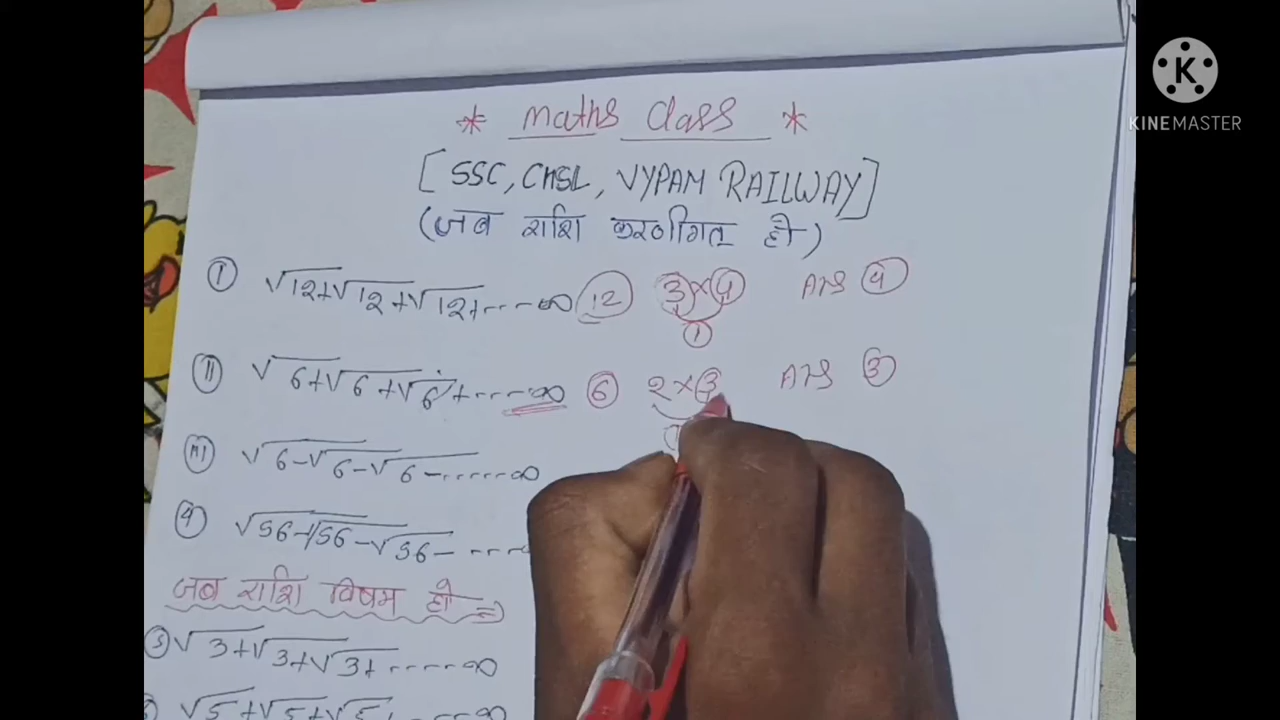 * Maths Class *
[SSC, CHSL, VYPAM RAILWAY]
(जब राशि करणीगत हो)
(I) √12+√12+√12+----∞ (12) (3)×(4) Ans (4)
(1)
(II) √6+√6+√6+----∞ (6) 2×(3) Ans (3)
(III) √6-√6-√6------∞
(4) √56-√56-√56-----
जब राशि विषम हो ⇒
(5) √3+√3+√3+-----∞
√5+√5+√5 ----∞
K
KINEMASTER